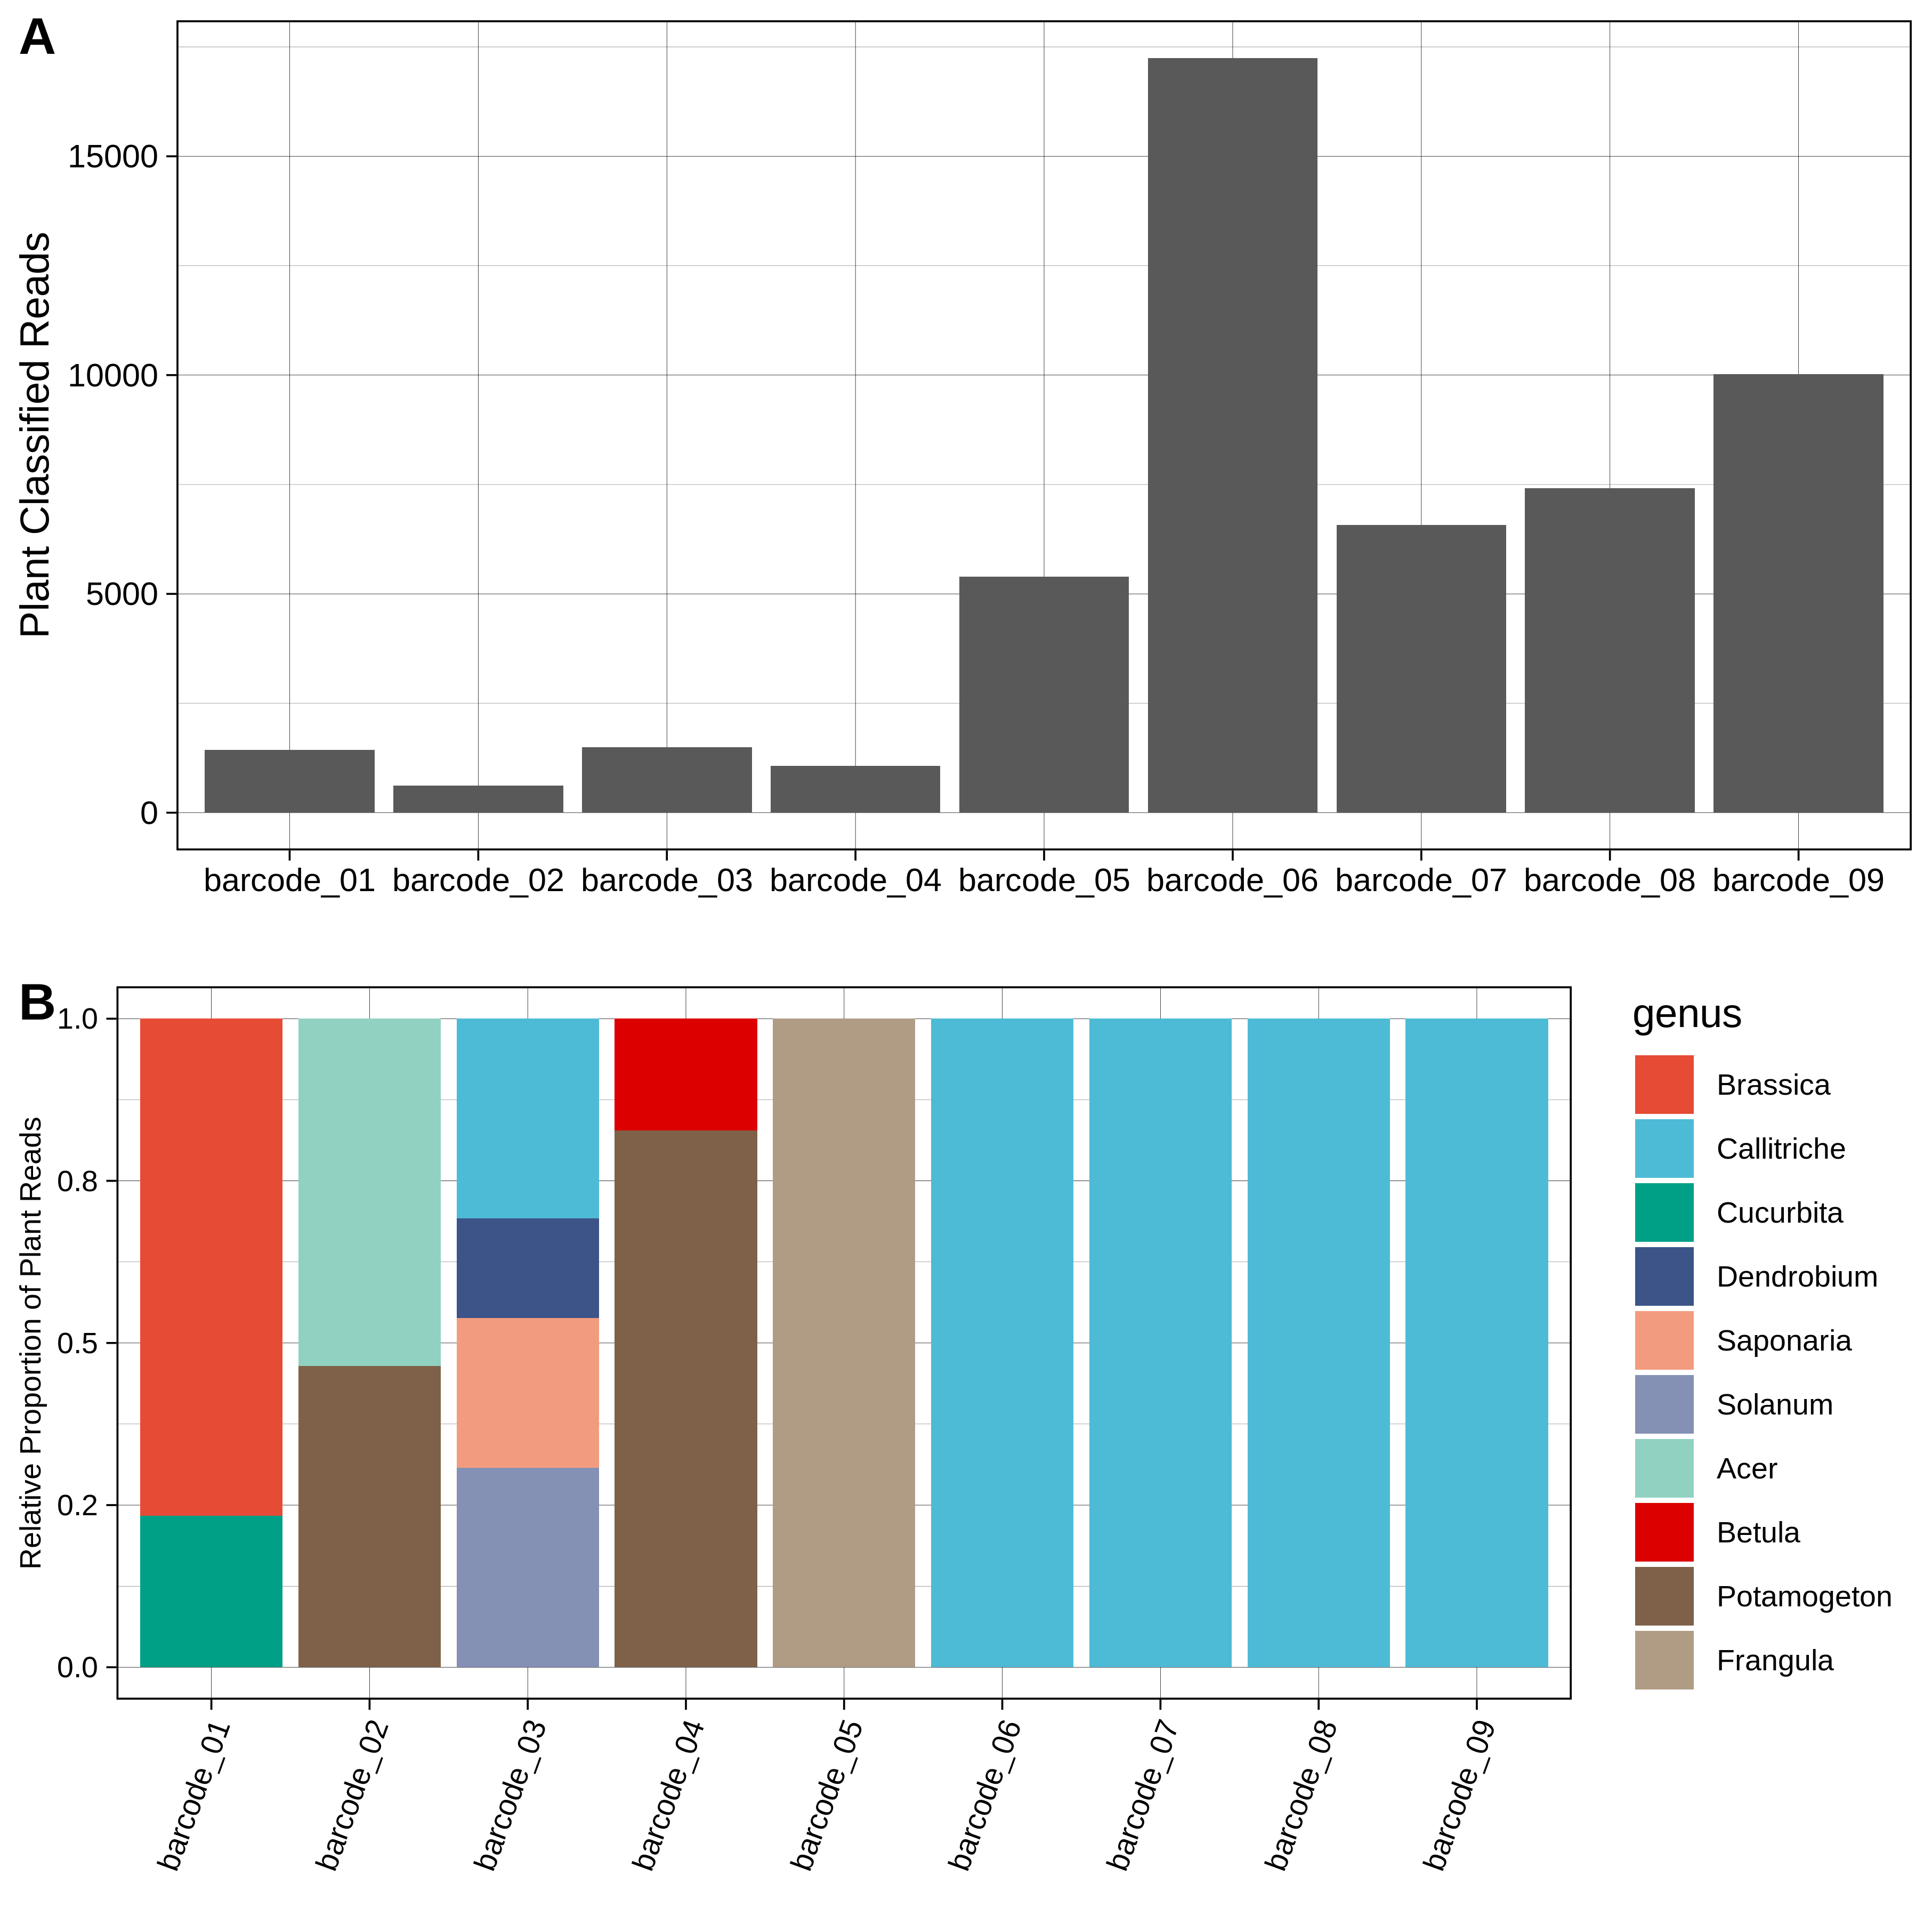 A
Plant Classified Reads
15000
10000
5000
0
barcode_01 barcode_02 barcode_03 barcode_04 barcode_05 barcode_06 barcode_07 barcode_08 barcode_09
B
Relative Proportion of Plant Reads
1.0
0.8
0.5
0.2
0.0
barcode_01 barcode_02 barcode_03 barcode_04 barcode_05 barcode_06 barcode_07 barcode_08 barcode_09
genus
Brassica
Callitriche
Cucurbita
Dendrobium
Saponaria
Solanum
Acer
Betula
Potamogeton
Frangula